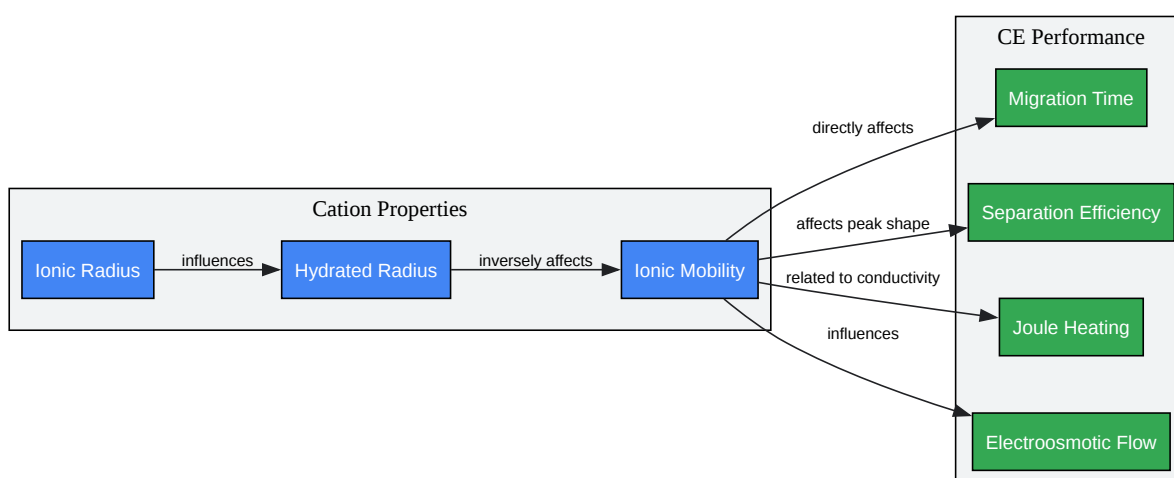 CE Performance
Migration Time
directly affects
Cation Properties
Separation Efficiency
affects peak shape
Ionic Radius
influences
Hydrated Radius
inversely affects
Ionic Mobility
related to conductivity
Joule Heating
influences
Electroosmotic Flow